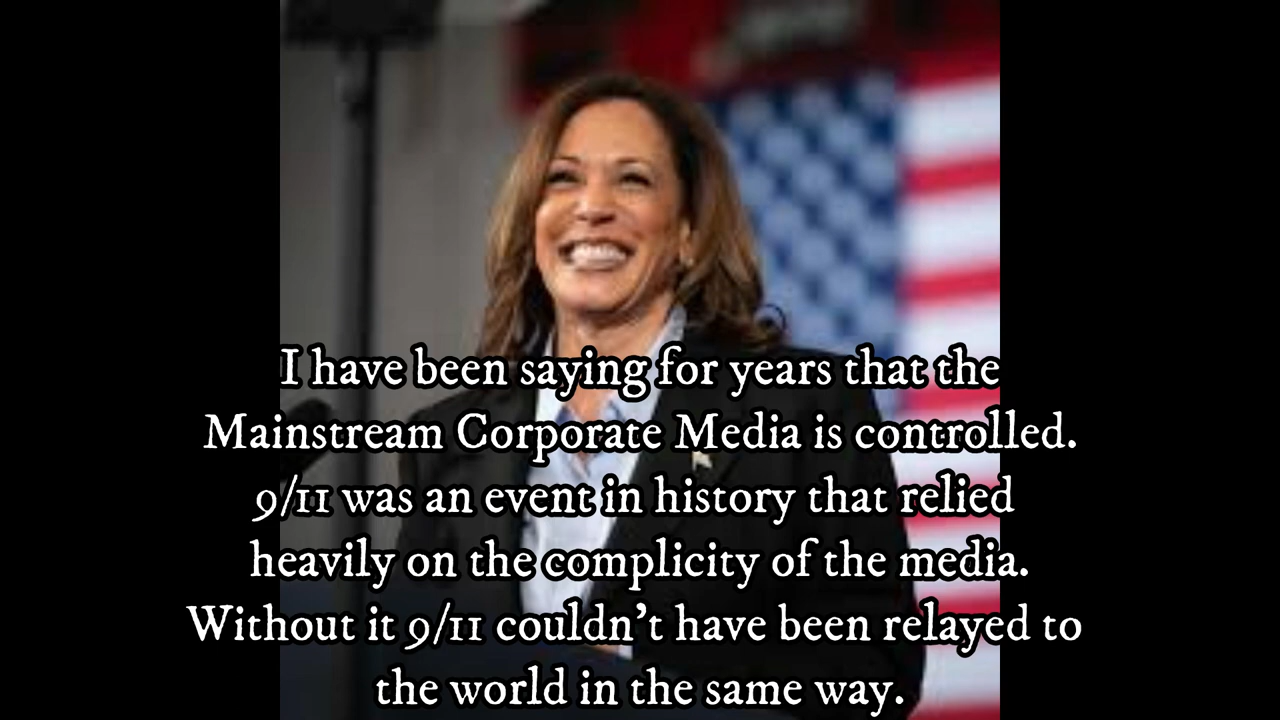 I have been saying for years that the
Mainstream Corporate Media is controlled.
9/11 was an event in history that relied
heavily on the complicity of the media.
Without it 9/11 couldn't have been relayed to
the world in the same way.